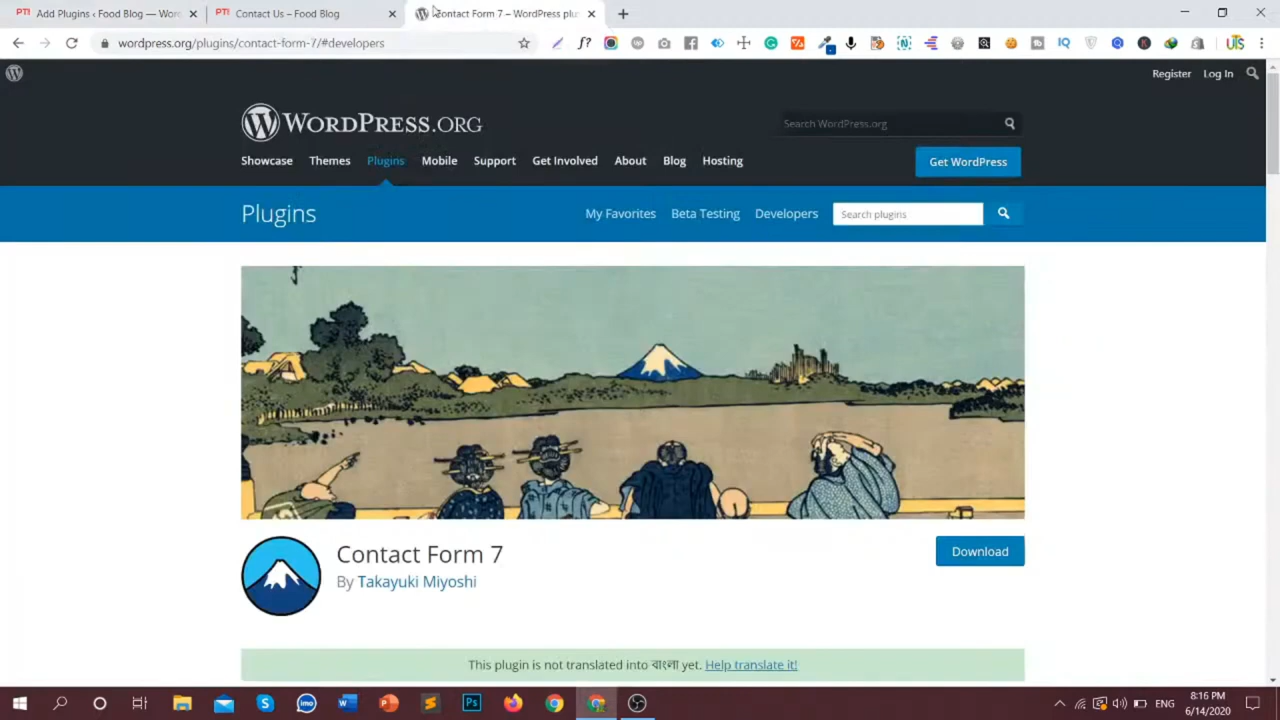 PT! Add Plugins ‹ Food Blog — Wor
PT! Contact Us – Food Blog
Contact Form 7 – WordPress plu
wordpress.org/plugins/contact-form-7/#developers
Register Log In
WORDPRESS.ORG
Search WordPress.org
Showcase Themes Plugins Mobile Support Get Involved About Blog Hosting
Get WordPress
Plugins
My Favorites Beta Testing Developers
Search plugins
Contact Form 7
By Takayuki Miyoshi
Download
This plugin is not translated into বাংলা yet. Help translate it!
8:16 PM
ENG
6/14/2020